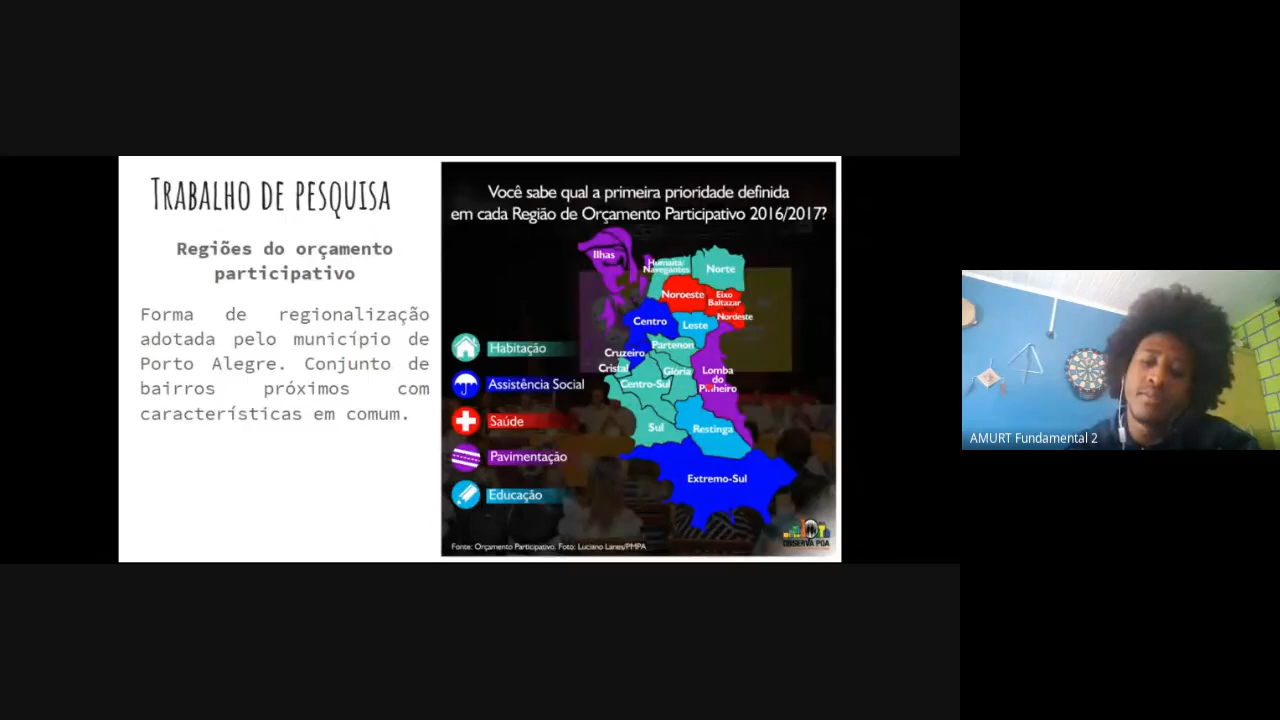 TRABALHO DE PESQUISA
Regiões do orçamento
participativo
Forma de regionalização
adotada pelo município de
Porto Alegre. Conjunto de
bairros próximos com
características em comum.
Você sabe qual a primeira prioridade definida
em cada Região de Orçamento Participativo 2016/2017?
Ilhas
Humaitá
Navegantes
Norte
Noroeste
Eixo
Baltazar
Nordeste
Centro
Leste
Partenon
Cruzeiro
Cristal
Glória
Centro-Sul
Lomba
do
Pinheiro
Sul
Restinga
Extremo-Sul
Habitação
Assistência Social
Saúde
Pavimentação
Educação
Fonte: Orçamento Participativo. Foto: Luciano Lanes/PMPA
OBSERVA POA
AMURT Fundamental 2